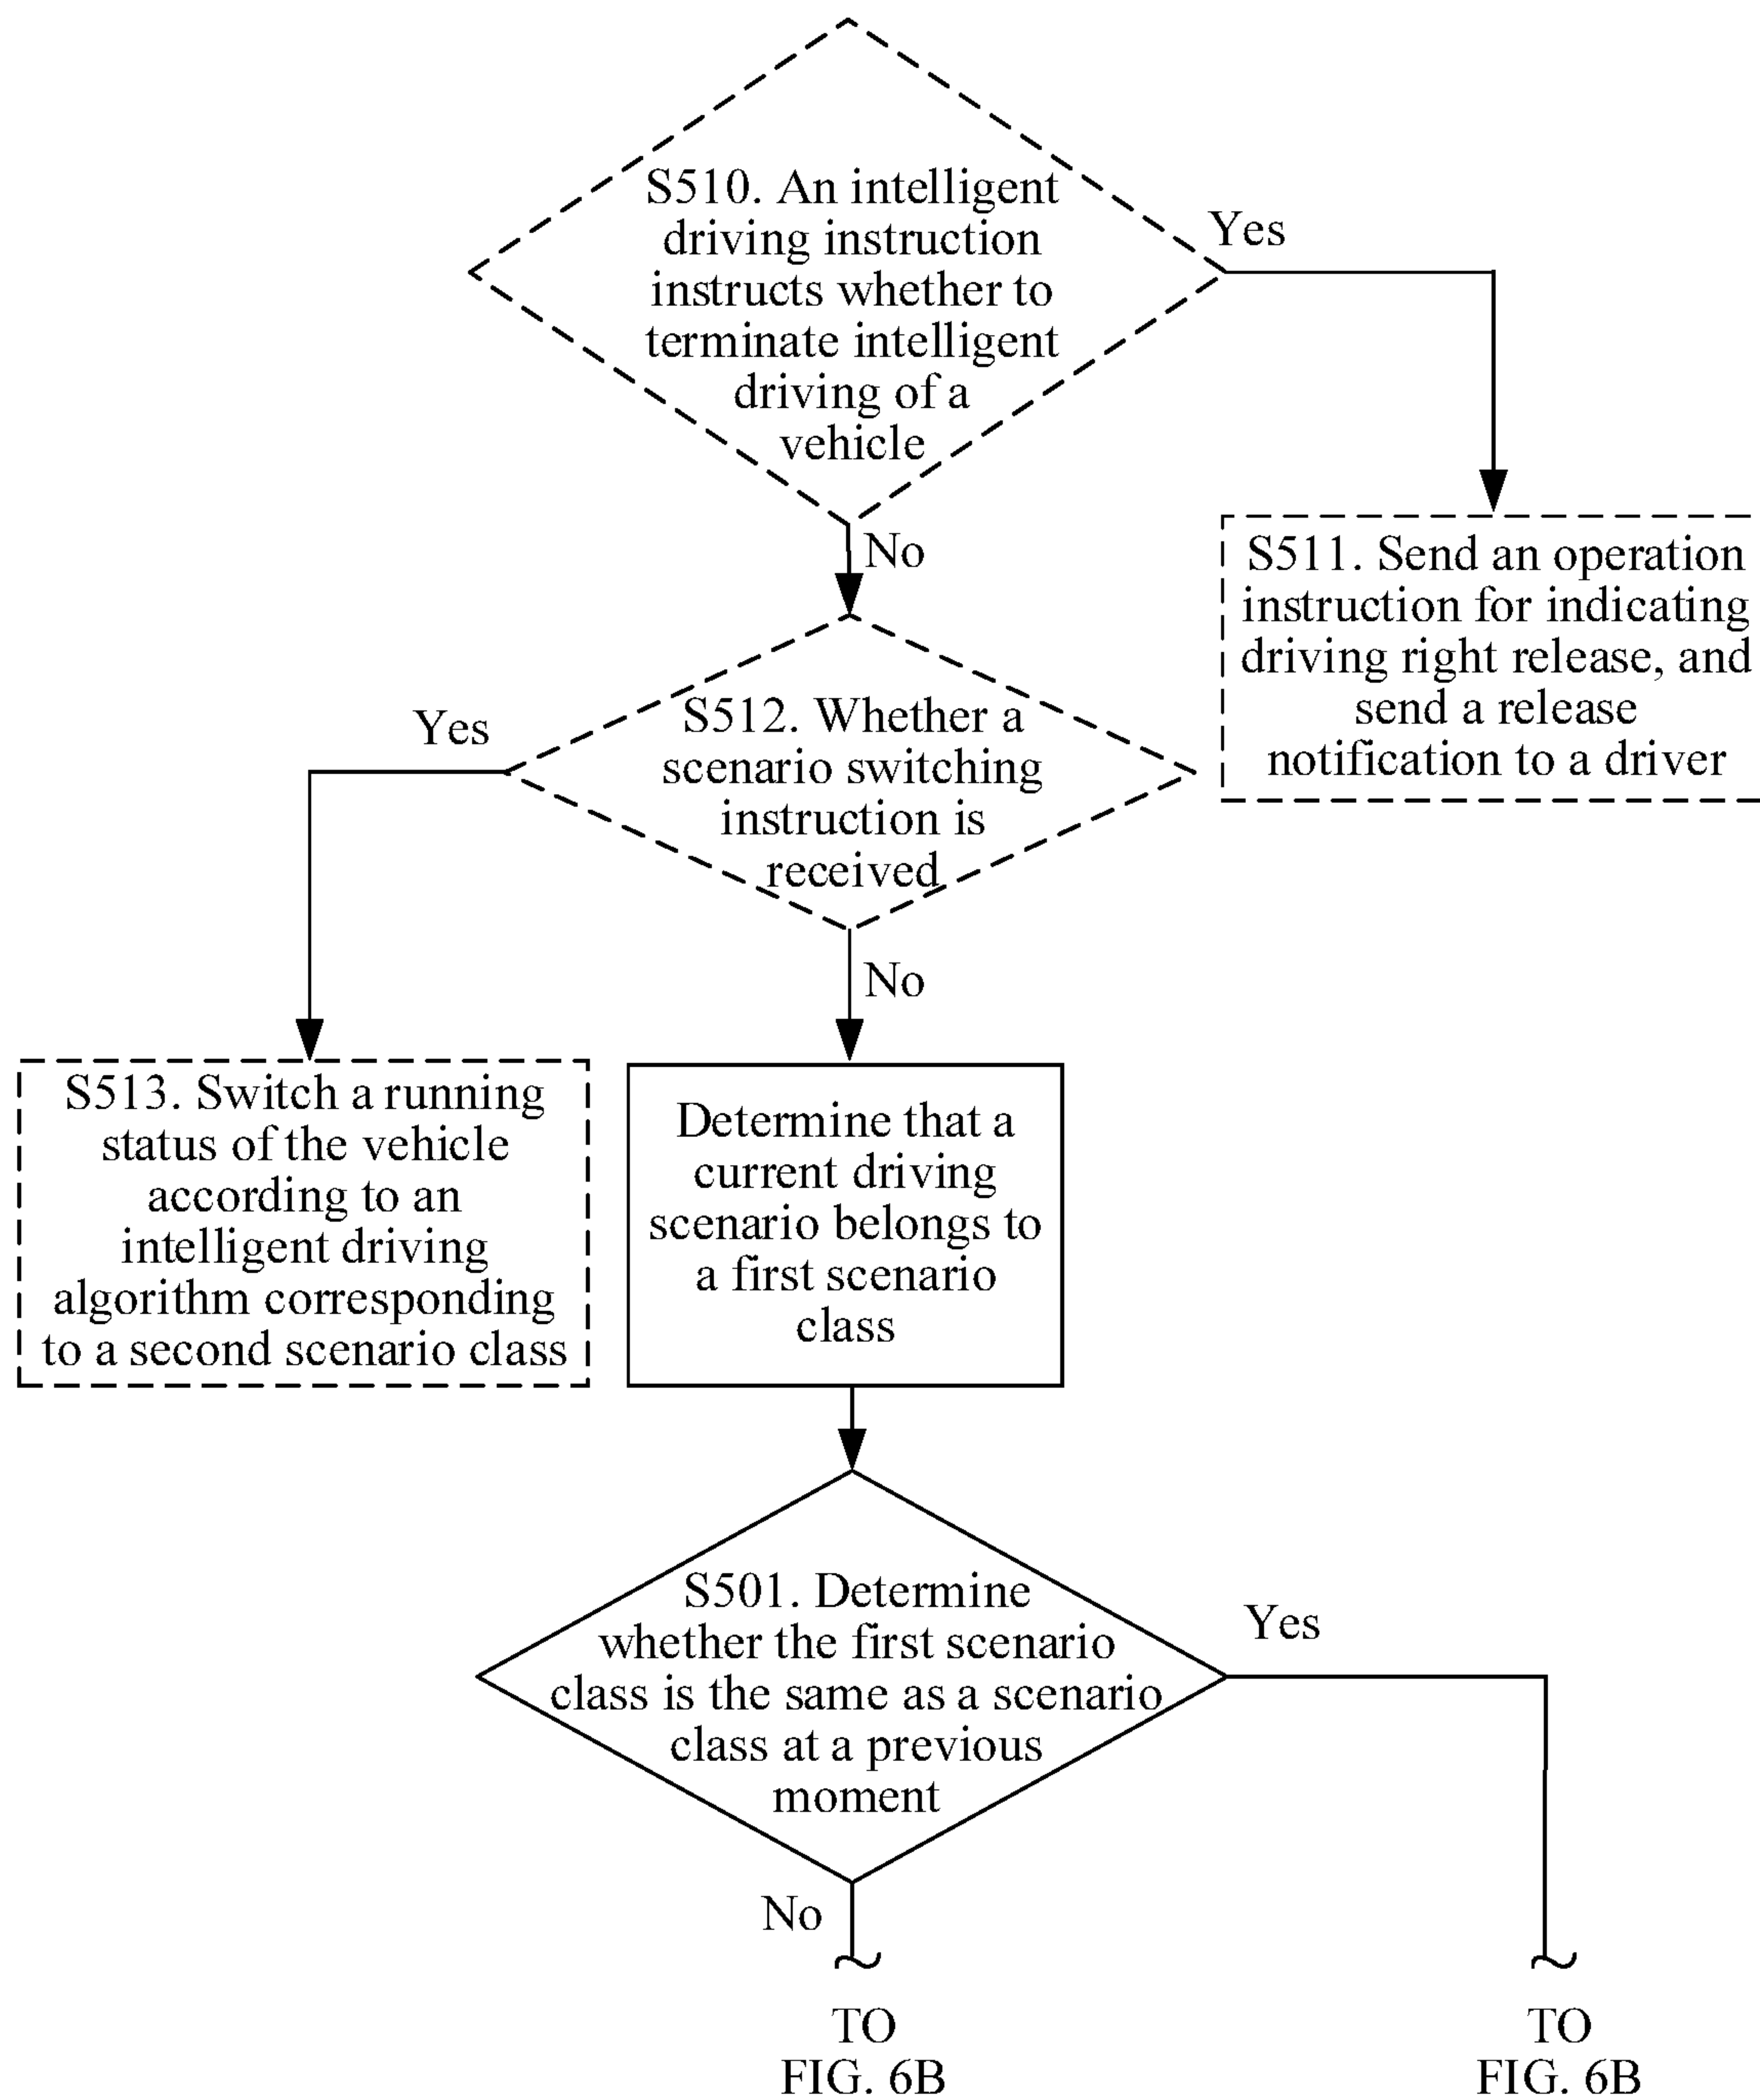 S510. An intelligent
driving instruction
instructs whether to
terminate intelligent
driving of a
vehicle
Yes
No
S511. Send an operation
instruction for indicating
driving right release, and
send a release
notification to a driver
S512. Whether a
scenario switching
instruction is
received
Yes
No
S513. Switch a running
status of the vehicle
according to an
intelligent driving
algorithm corresponding
to a second scenario class
Determine that a
current driving
scenario belongs to
a first scenario
class
S501. Determine
whether the first scenario
class is the same as a scenario
class at a previous
moment
Yes
No
TO
FIG. 6B
TO
FIG. 6B